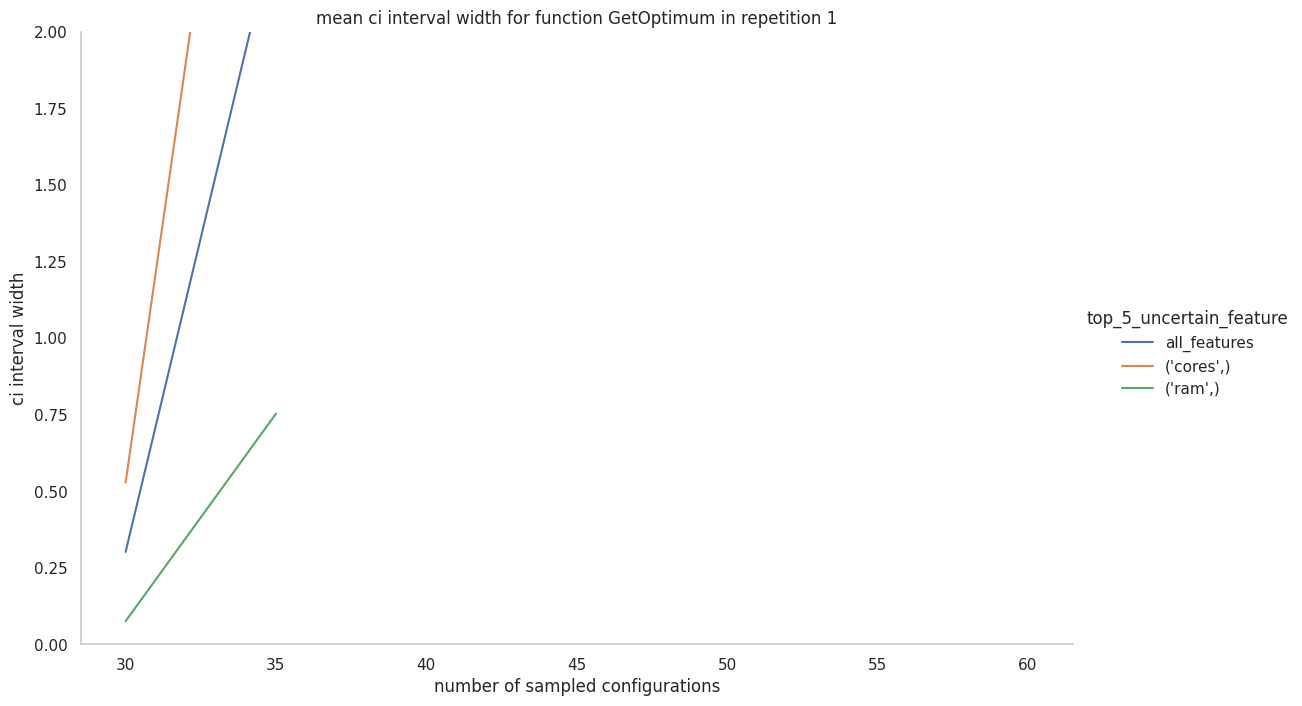 mean ci interval width for function GetOptimum in repetition 1
2.00
1.75
1.50
1.25
1.00
0.75
0.50
0.25
0.00
ci interval width
30 35 40 45 50 55 60
number of sampled configurations
top_5_uncertain_feature
all_features
('cores',)
('ram',)